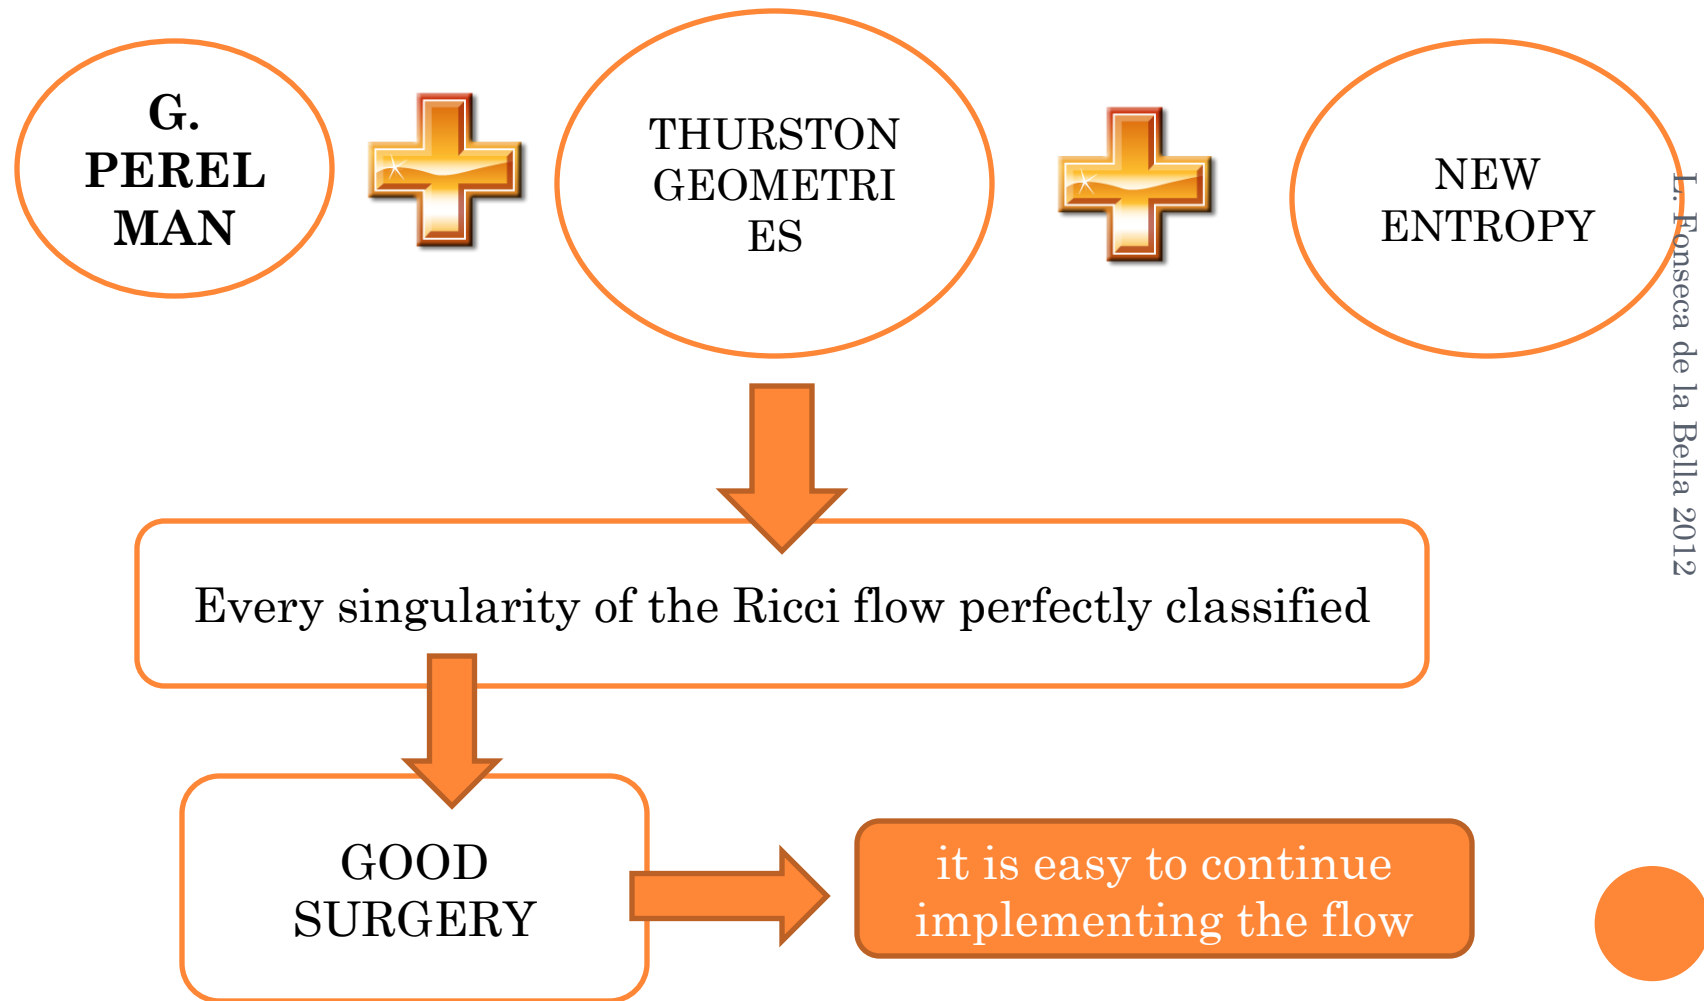 G.
PEREL
MAN
THURSTON
GEOMETRI
ES
NEW
ENTROPY
L. Fonseca de la Bella 2012
Every singularity of the Ricci flow perfectly classified
GOOD
SURGERY
it is easy to continue
implementing the flow